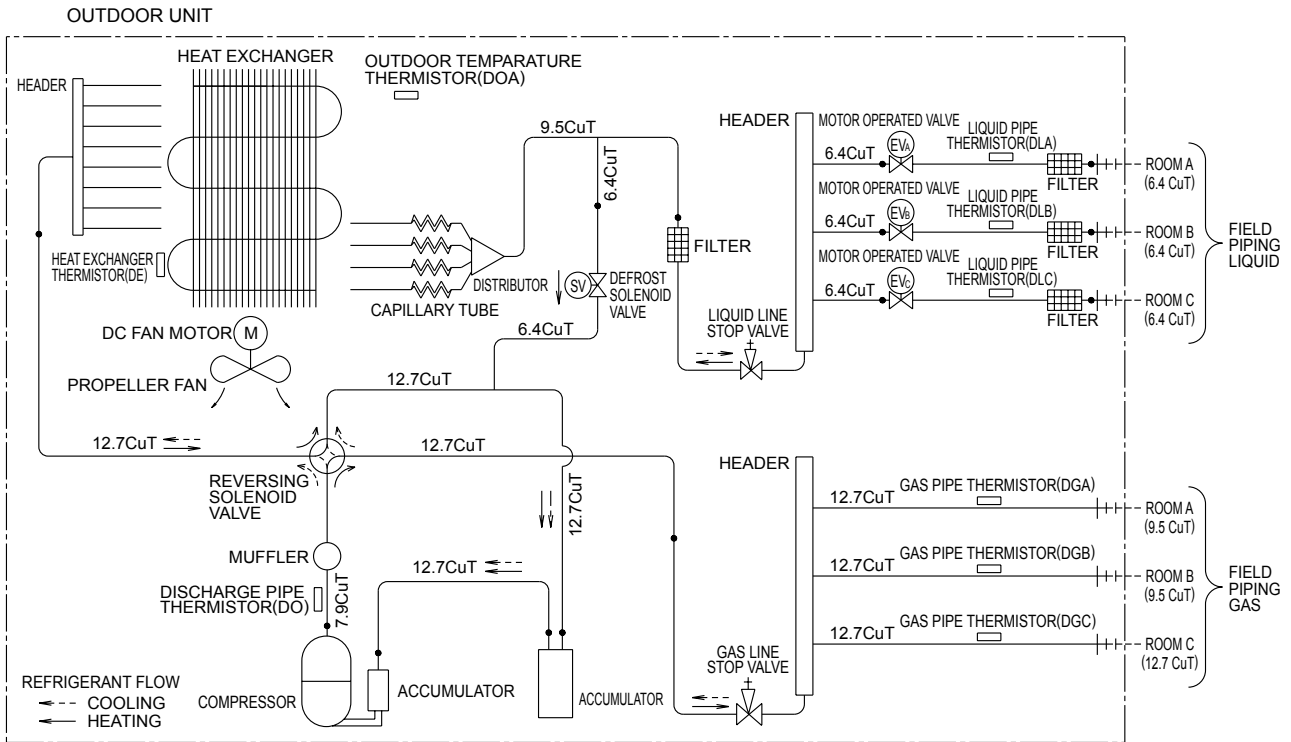 OUTDOOR UNIT
HEAT EXCHANGER
OUTDOOR TEMPARATURE
THERMISTOR(DOA)
HEADER
HEAT EXCHANGER
THERMISTOR(DE)
DC FAN MOTOR
M
PROPELLER FAN
9.5CuT
6.4CuT
CAPILLARY TUBE
DISTRIBUTOR
SV
DEFROST
SOLENOID
VALVE
FILTER
6.4CuT
LIQUID LINE
STOP VALVE
HEADER
MOTOR OPERATED VALVE
6.4CuT
EVA
LIQUID PIPE
THERMISTOR(DLA)
FILTER
ROOM A
(6.4 CuT)
MOTOR OPERATED VALVE
6.4CuT
EVB
LIQUID PIPE
THERMISTOR(DLB)
FILTER
ROOM B
(6.4 CuT)
MOTOR OPERATED VALVE
6.4CuT
EVC
LIQUID PIPE
THERMISTOR(DLC)
FILTER
ROOM C
(6.4 CuT)
FIELD
PIPING
LIQUID
12.7CuT
12.7CuT
12.7CuT
REVERSING
SOLENOID
VALVE
MUFFLER
DISCHARGE PIPE
THERMISTOR(DO)
7.9CuT
12.7CuT
12.7CuT
COMPRESSOR
ACCUMULATOR
ACCUMULATOR
HEADER
12.7CuT
GAS PIPE THERMISTOR(DGA)
ROOM A
(9.5 CuT)
12.7CuT
GAS PIPE THERMISTOR(DGB)
ROOM B
(9.5 CuT)
12.7CuT
GAS PIPE THERMISTOR(DGC)
ROOM C
(12.7 CuT)
FIELD
PIPING
GAS
GAS LINE
STOP VALVE
REFRIGERANT FLOW
COOLING
HEATING